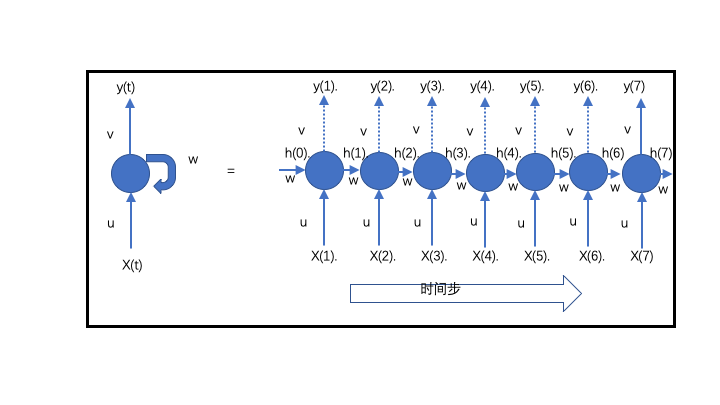 y(t)
y(1).
y(2).
y(3).
y(4).
y(5).
y(6).
y(7)
v
v
v
v
v
v
v
v
w
=
h(0).
h(1).
h(2).
h(3).
h(4).
h(5).
h(6)
h(7)
w
w
w
w
w
w
w
w
u
u
u
u
u
u
u
u
X(t)
X(1).
X(2).
X(3).
X(4).
X(5).
X(6).
X(7)
时间步